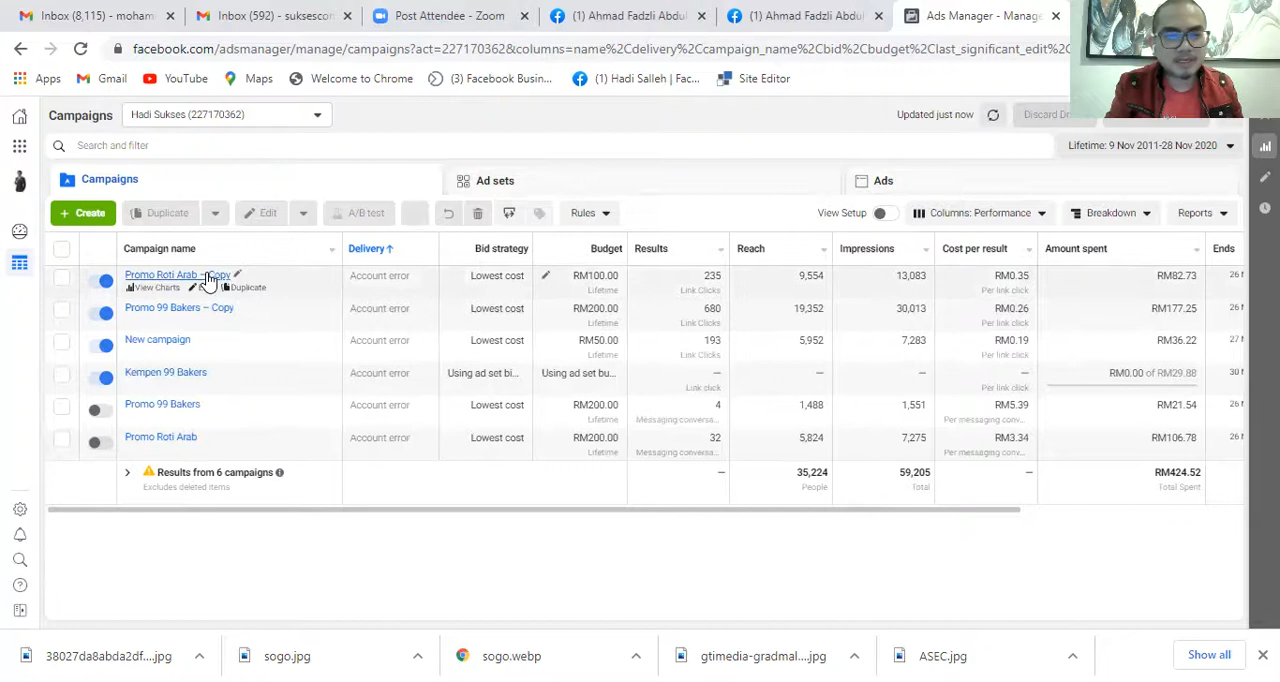 Inbox (8,115) - moham
Inbox (592) - suksescon
Post Attendee - Zoom
(1) Ahmad Fadzli Abdul
(1) Ahmad Fadzli Abdul
Ads Manager - Manage
facebook.com/adsmanager/manage/campaigns?act=227170362&columns=name%2Cdelivery%2Ccampaign_name%2Cbid%2Cbudget%2Clast_significant_edit%
Apps
Gmail
YouTube
Maps
Welcome to Chrome
(3) Facebook Busin...
(1) Hadi Salleh | Fac...
Site Editor
Campaigns
Hadi Sukses (227170362)
Updated just now
Discard
Search and filter
Lifetime: 9 Nov 2011-28 Nov 2020
Campaigns
Ad sets
Ads
+ Create
Duplicate
Edit
A/B test
Rules
View Setup
Columns: Performance
Breakdown
Reports
Campaign name
Delivery ↑
Bid strategy
Budget
Results
Reach
Impressions
Cost per result
Amount spent
Ends
Promo Roti Arab – Copy
Account error
Lowest cost
RM100.00
235
9,554
13,083
RM0.35
RM82.73
View Charts
Duplicate
Lifetime
Link Clicks
Per link click
Promo 99 Bakers – Copy
Account error
Lowest cost
RM200.00
680
19,352
30,013
RM0.26
RM177.25
Lifetime
Link Clicks
Per link click
New campaign
Account error
Lowest cost
RM50.00
193
5,952
7,283
RM0.19
RM36.22
Lifetime
Link Clicks
Per link click
Kempen 99 Bakers
Account error
Using ad set bi...
Using ad set bu...
—
—
—
—
RM0.00 of RM29.88
Link click
Per link click
Promo 99 Bakers
Account error
Lowest cost
RM200.00
4
1,488
1,551
RM5.39
RM21.54
Lifetime
Messaging conversa...
Per messaging conv...
Promo Roti Arab
Account error
Lowest cost
RM200.00
32
5,824
7,275
RM3.34
RM106.78
Lifetime
Messaging conversa...
Per messaging conv...
Results from 6 campaigns
—
35,224
59,205
—
RM424.52
Excludes deleted items
People
Total
Total Spent
38027da8abda2df....jpg
sogo.jpg
sogo.webp
gtimedia-gradmal....jpg
ASEC.jpg
Show all